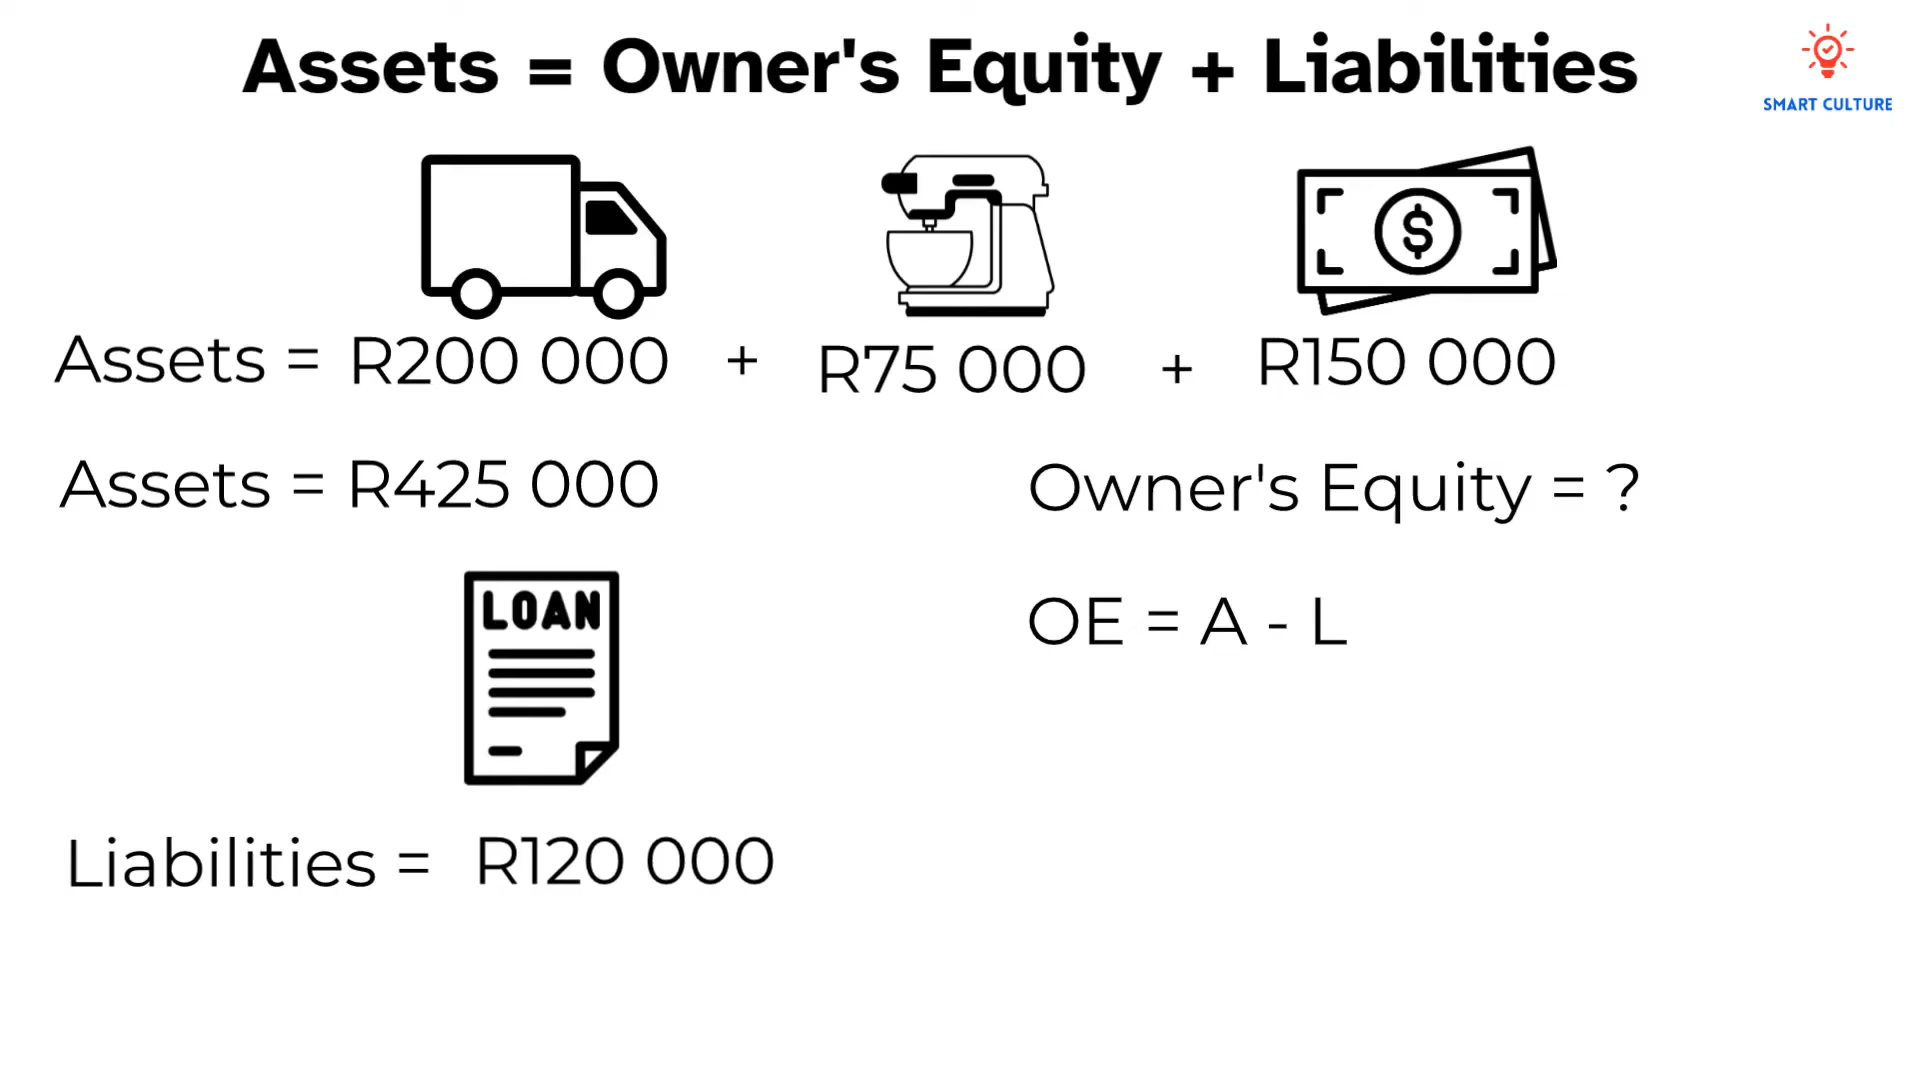 Assets = Owner's Equity + Liabilities
SMART CULTURE
$
Assets = R200 000 + R75 000 + R150 000
Assets = R425 000
Owner's Equity = ?
LOAN
OE = A - L
Liabilities = R120 000